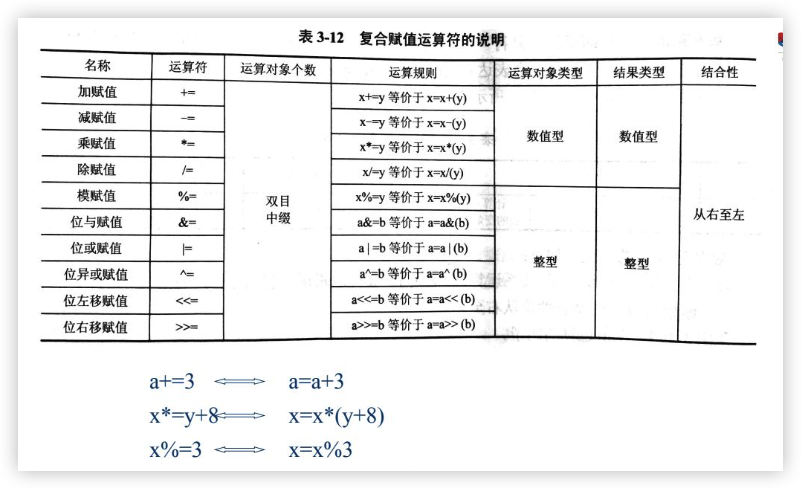 表 3-12 复合赋值运算符的说明
名称 运算符 运算对象个数 运算规则 运算对象类型 结果类型 结合性
加赋值 += x+=y 等价于 x=x+(y)
减赋值 -= x-=y 等价于 x=x-(y)
乘赋值 *= x*=y 等价于 x=x*(y) 数值型 数值型
除赋值 /= x/=y 等价于 x=x/(y)
模赋值 %= 双目 中缀 x%=y 等价于 x=x%(y) 从右至左
位与赋值 &= a&=b 等价于 a=a&(b)
位或赋值 |= a|=b 等价于 a=a|(b) 整型 整型
位异或赋值 ^= a^=b 等价于 a=a^(b)
位左移赋值 <<= a<<=b 等价于 a=a<<(b)
位右移赋值 >>= a>>=b 等价于 a=a>>(b)
a+=3 a=a+3
x*=y+8 x=x*(y+8)
x%=3 x=x%3